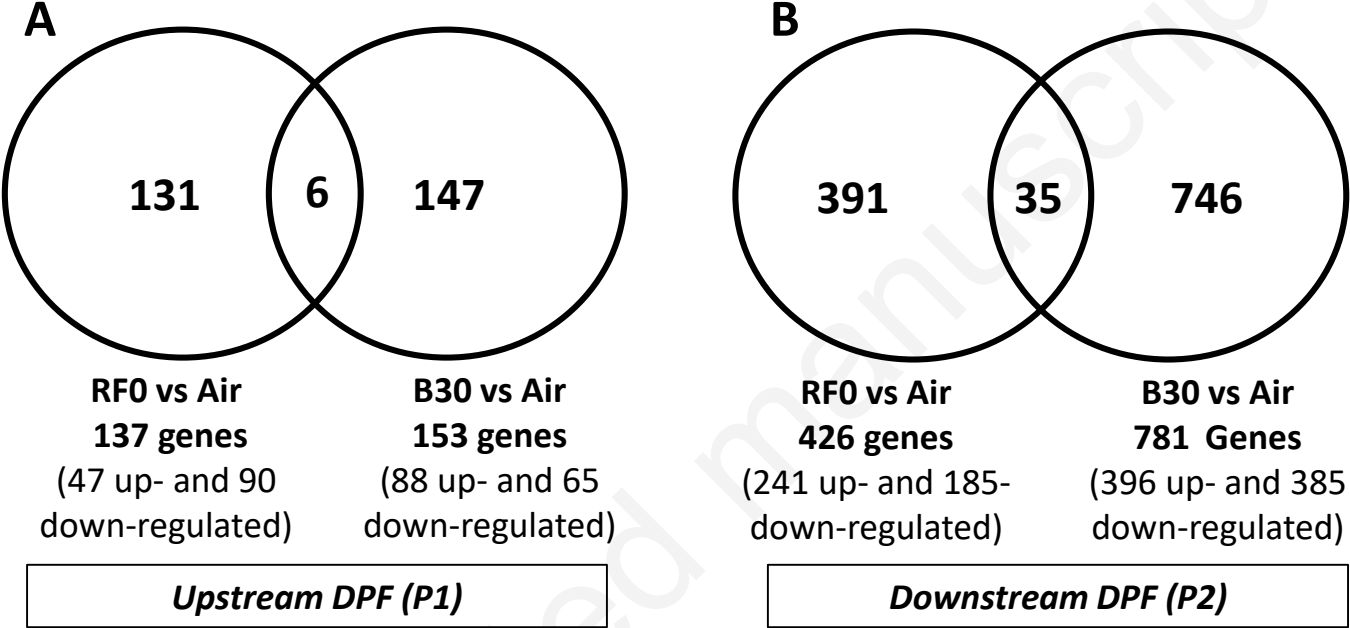 A
B
131
6
147
391
35
746
RF0 vs Air
137 genes
(47 up- and 90
down-regulated)
B30 vs Air
153 genes
(88 up- and 65
down-regulated)
RF0 vs Air
426 genes
(241 up- and 185-
down-regulated)
B30 vs Air
781 Genes
(396 up- and 385
down-regulated)
Upstream DPF (P1)
Downstream DPF (P2)
ed manuscrip